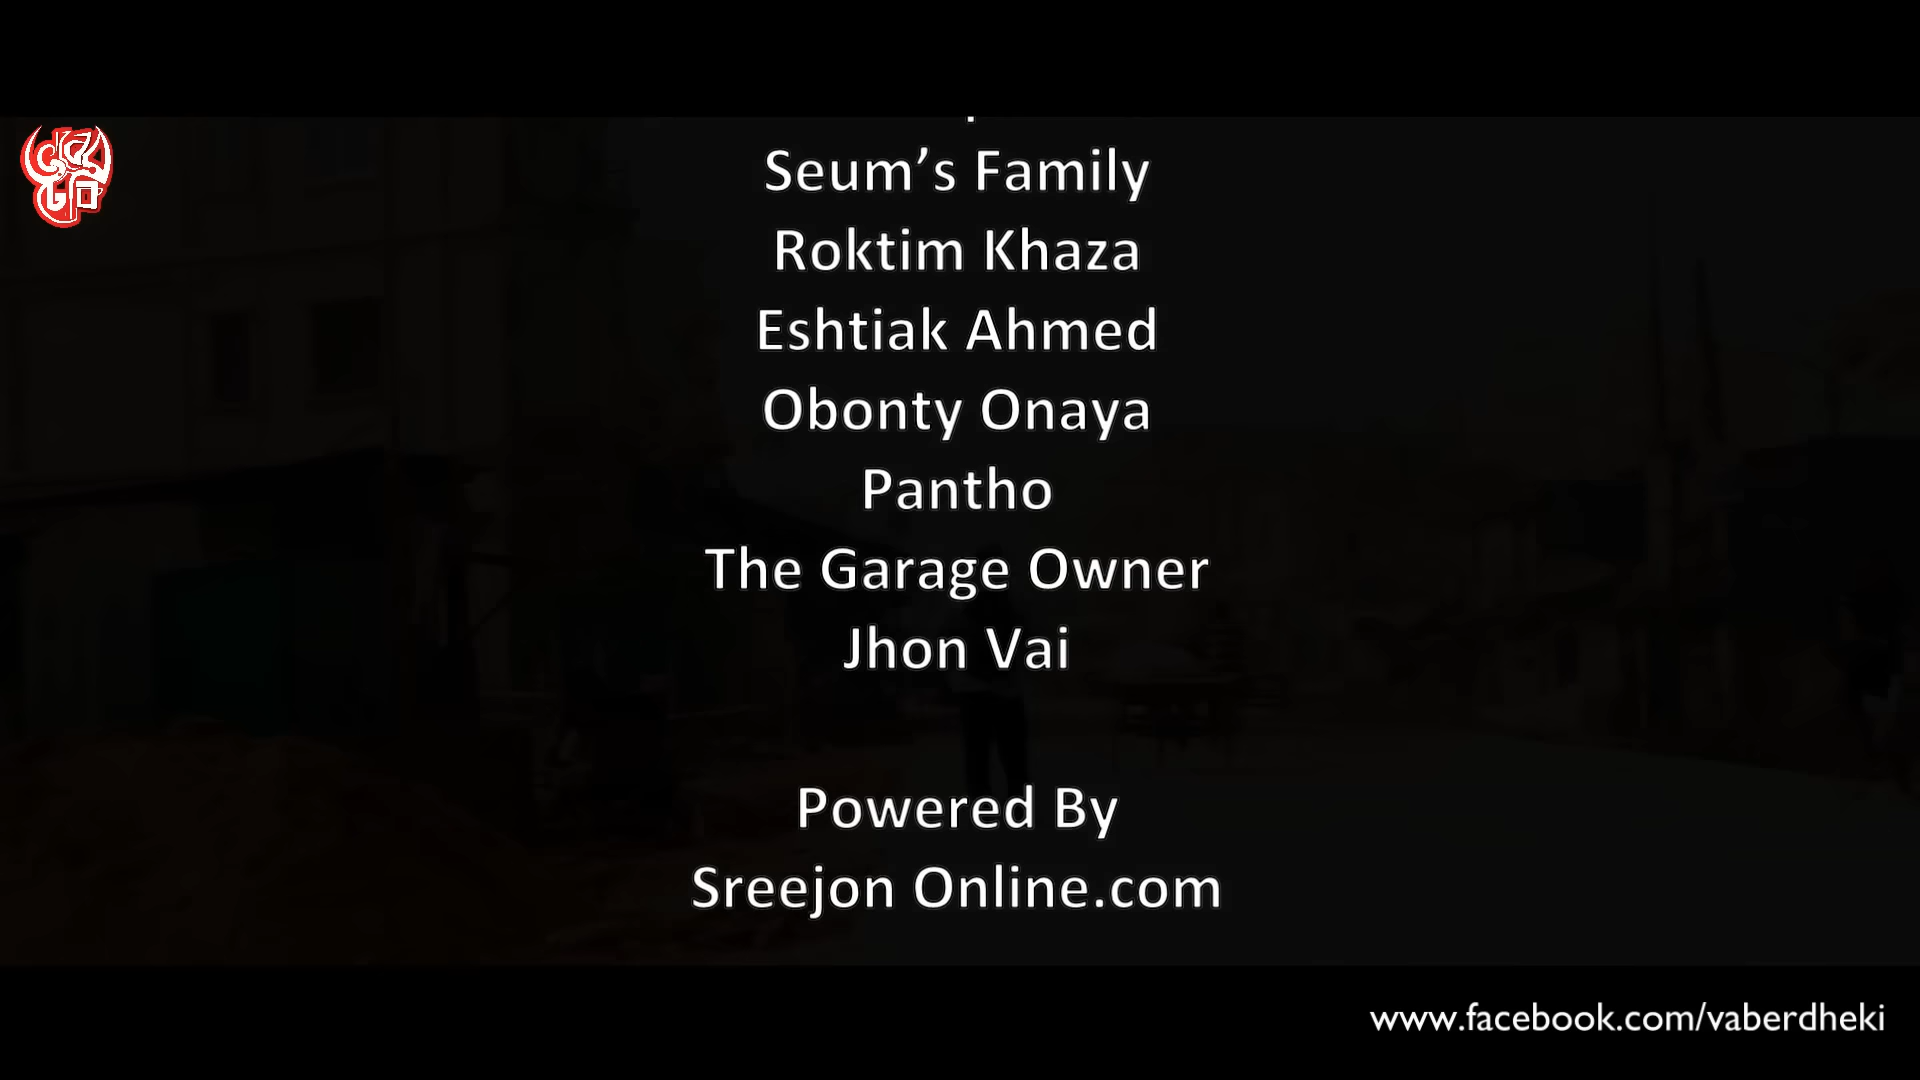 Seum’s Family
Roktim Khaza
Eshtiak Ahmed
Obonty Onaya
Pantho
The Garage Owner
Jhon Vai
Powered By
Sreejon Online.com
www.facebook.com/vaberdheki